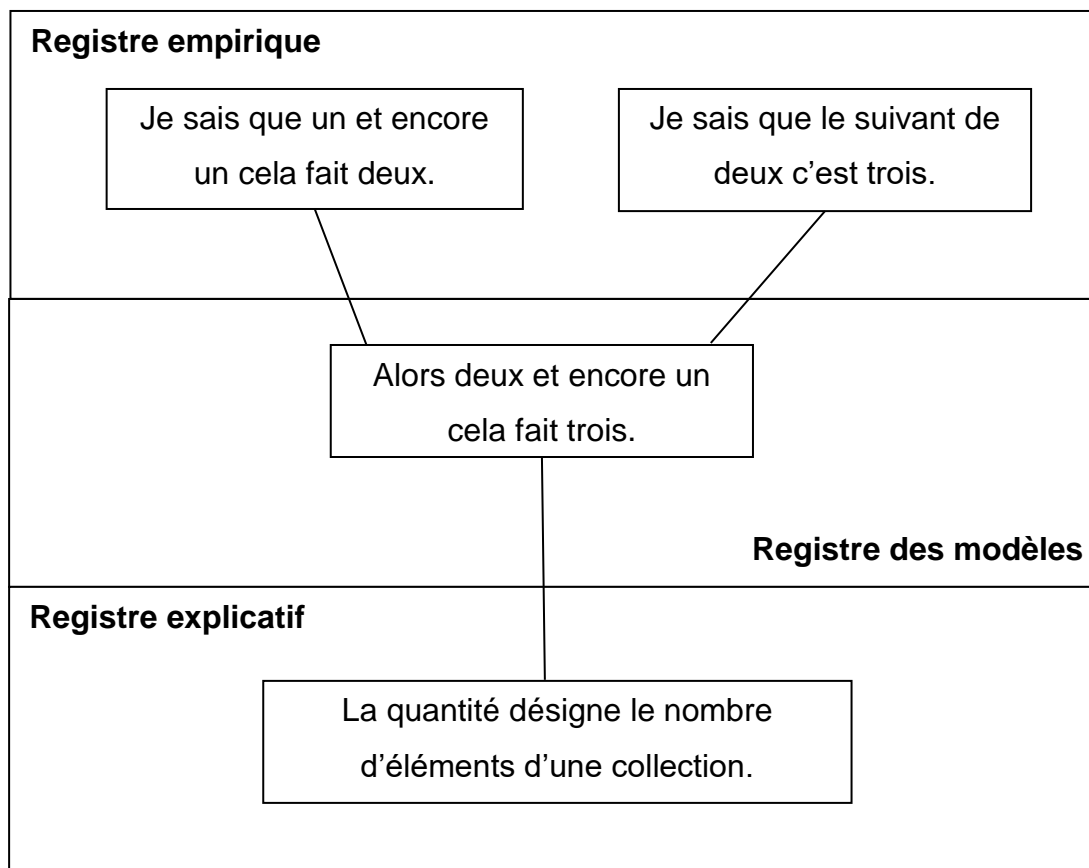 Registre empirique
Je sais que un et encore
un cela fait deux.
Je sais que le suivant de
deux c’est trois.
Alors deux et encore un
cela fait trois.
Registre des modèles
Registre explicatif
La quantité désigne le nombre
d’éléments d’une collection.